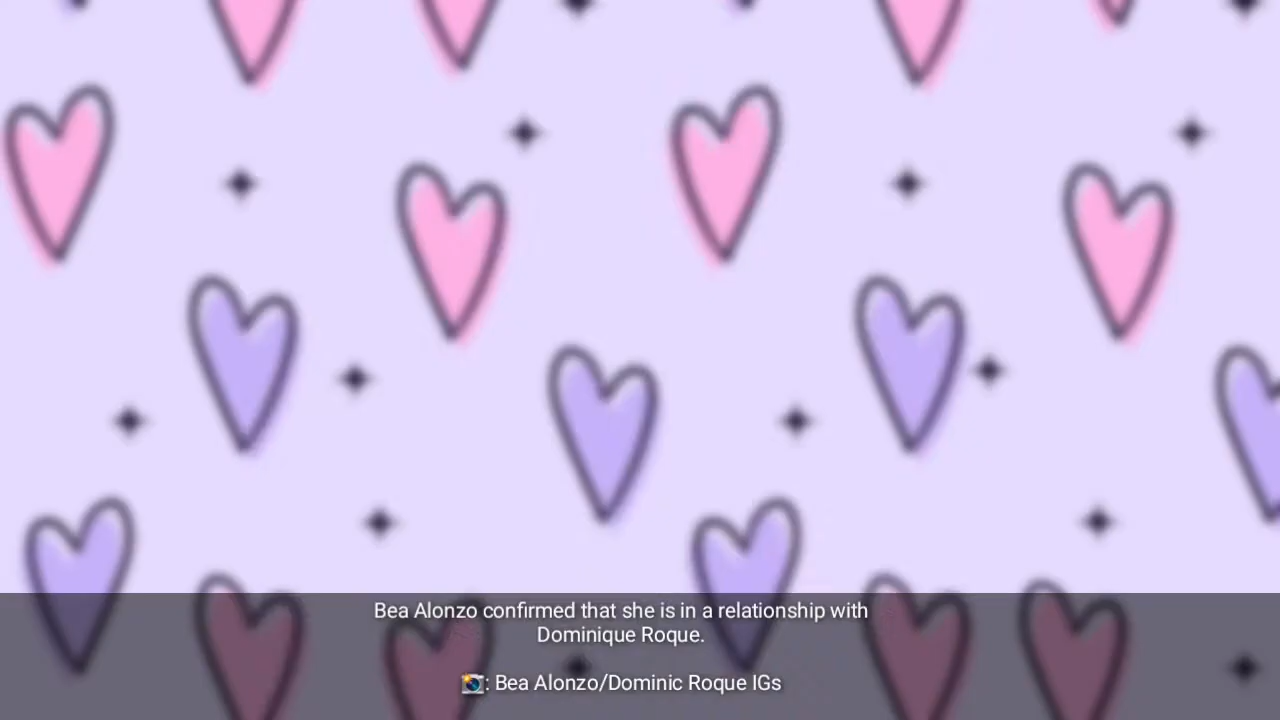 Bea Alonzo confirmed that she is in a relationship with
Dominique Roque.
📸: Bea Alonzo/Dominic Roque IGs